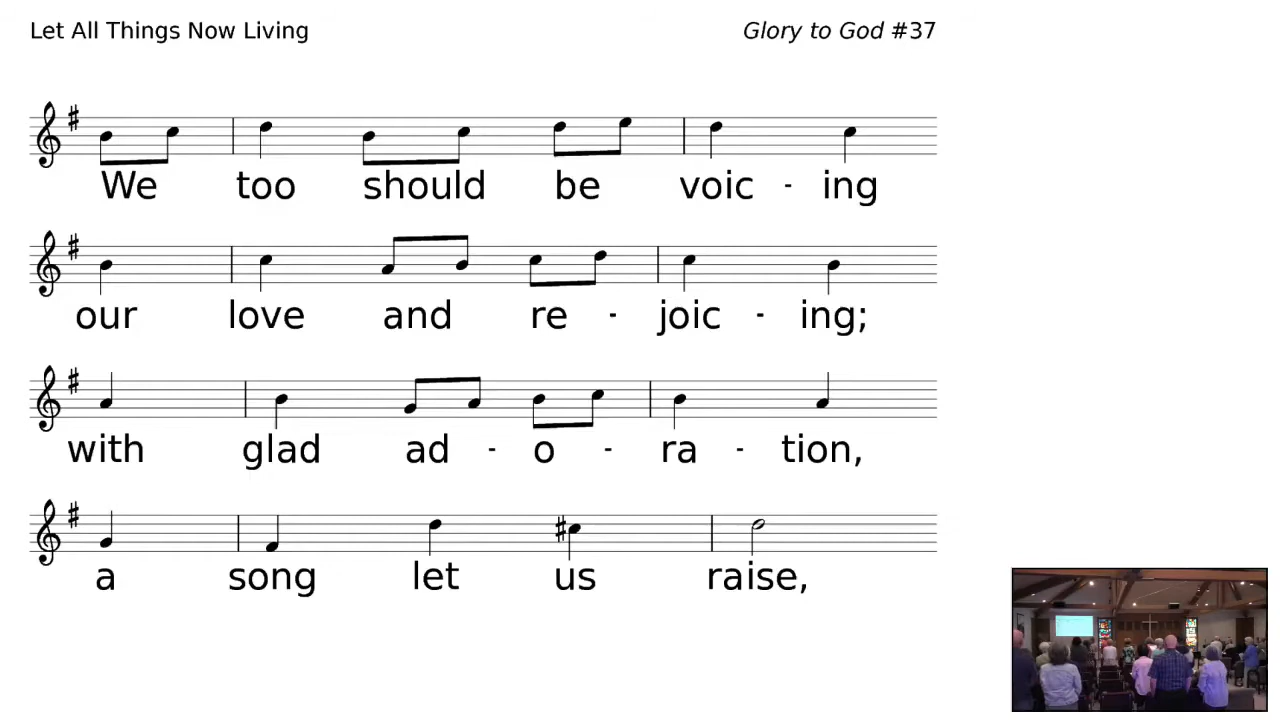 Let All Things Now Living
Glory to God #37
We too should be voic - ing
our love and re - joic - ing;
with glad ad - o - ra - tion,
a song let us raise,